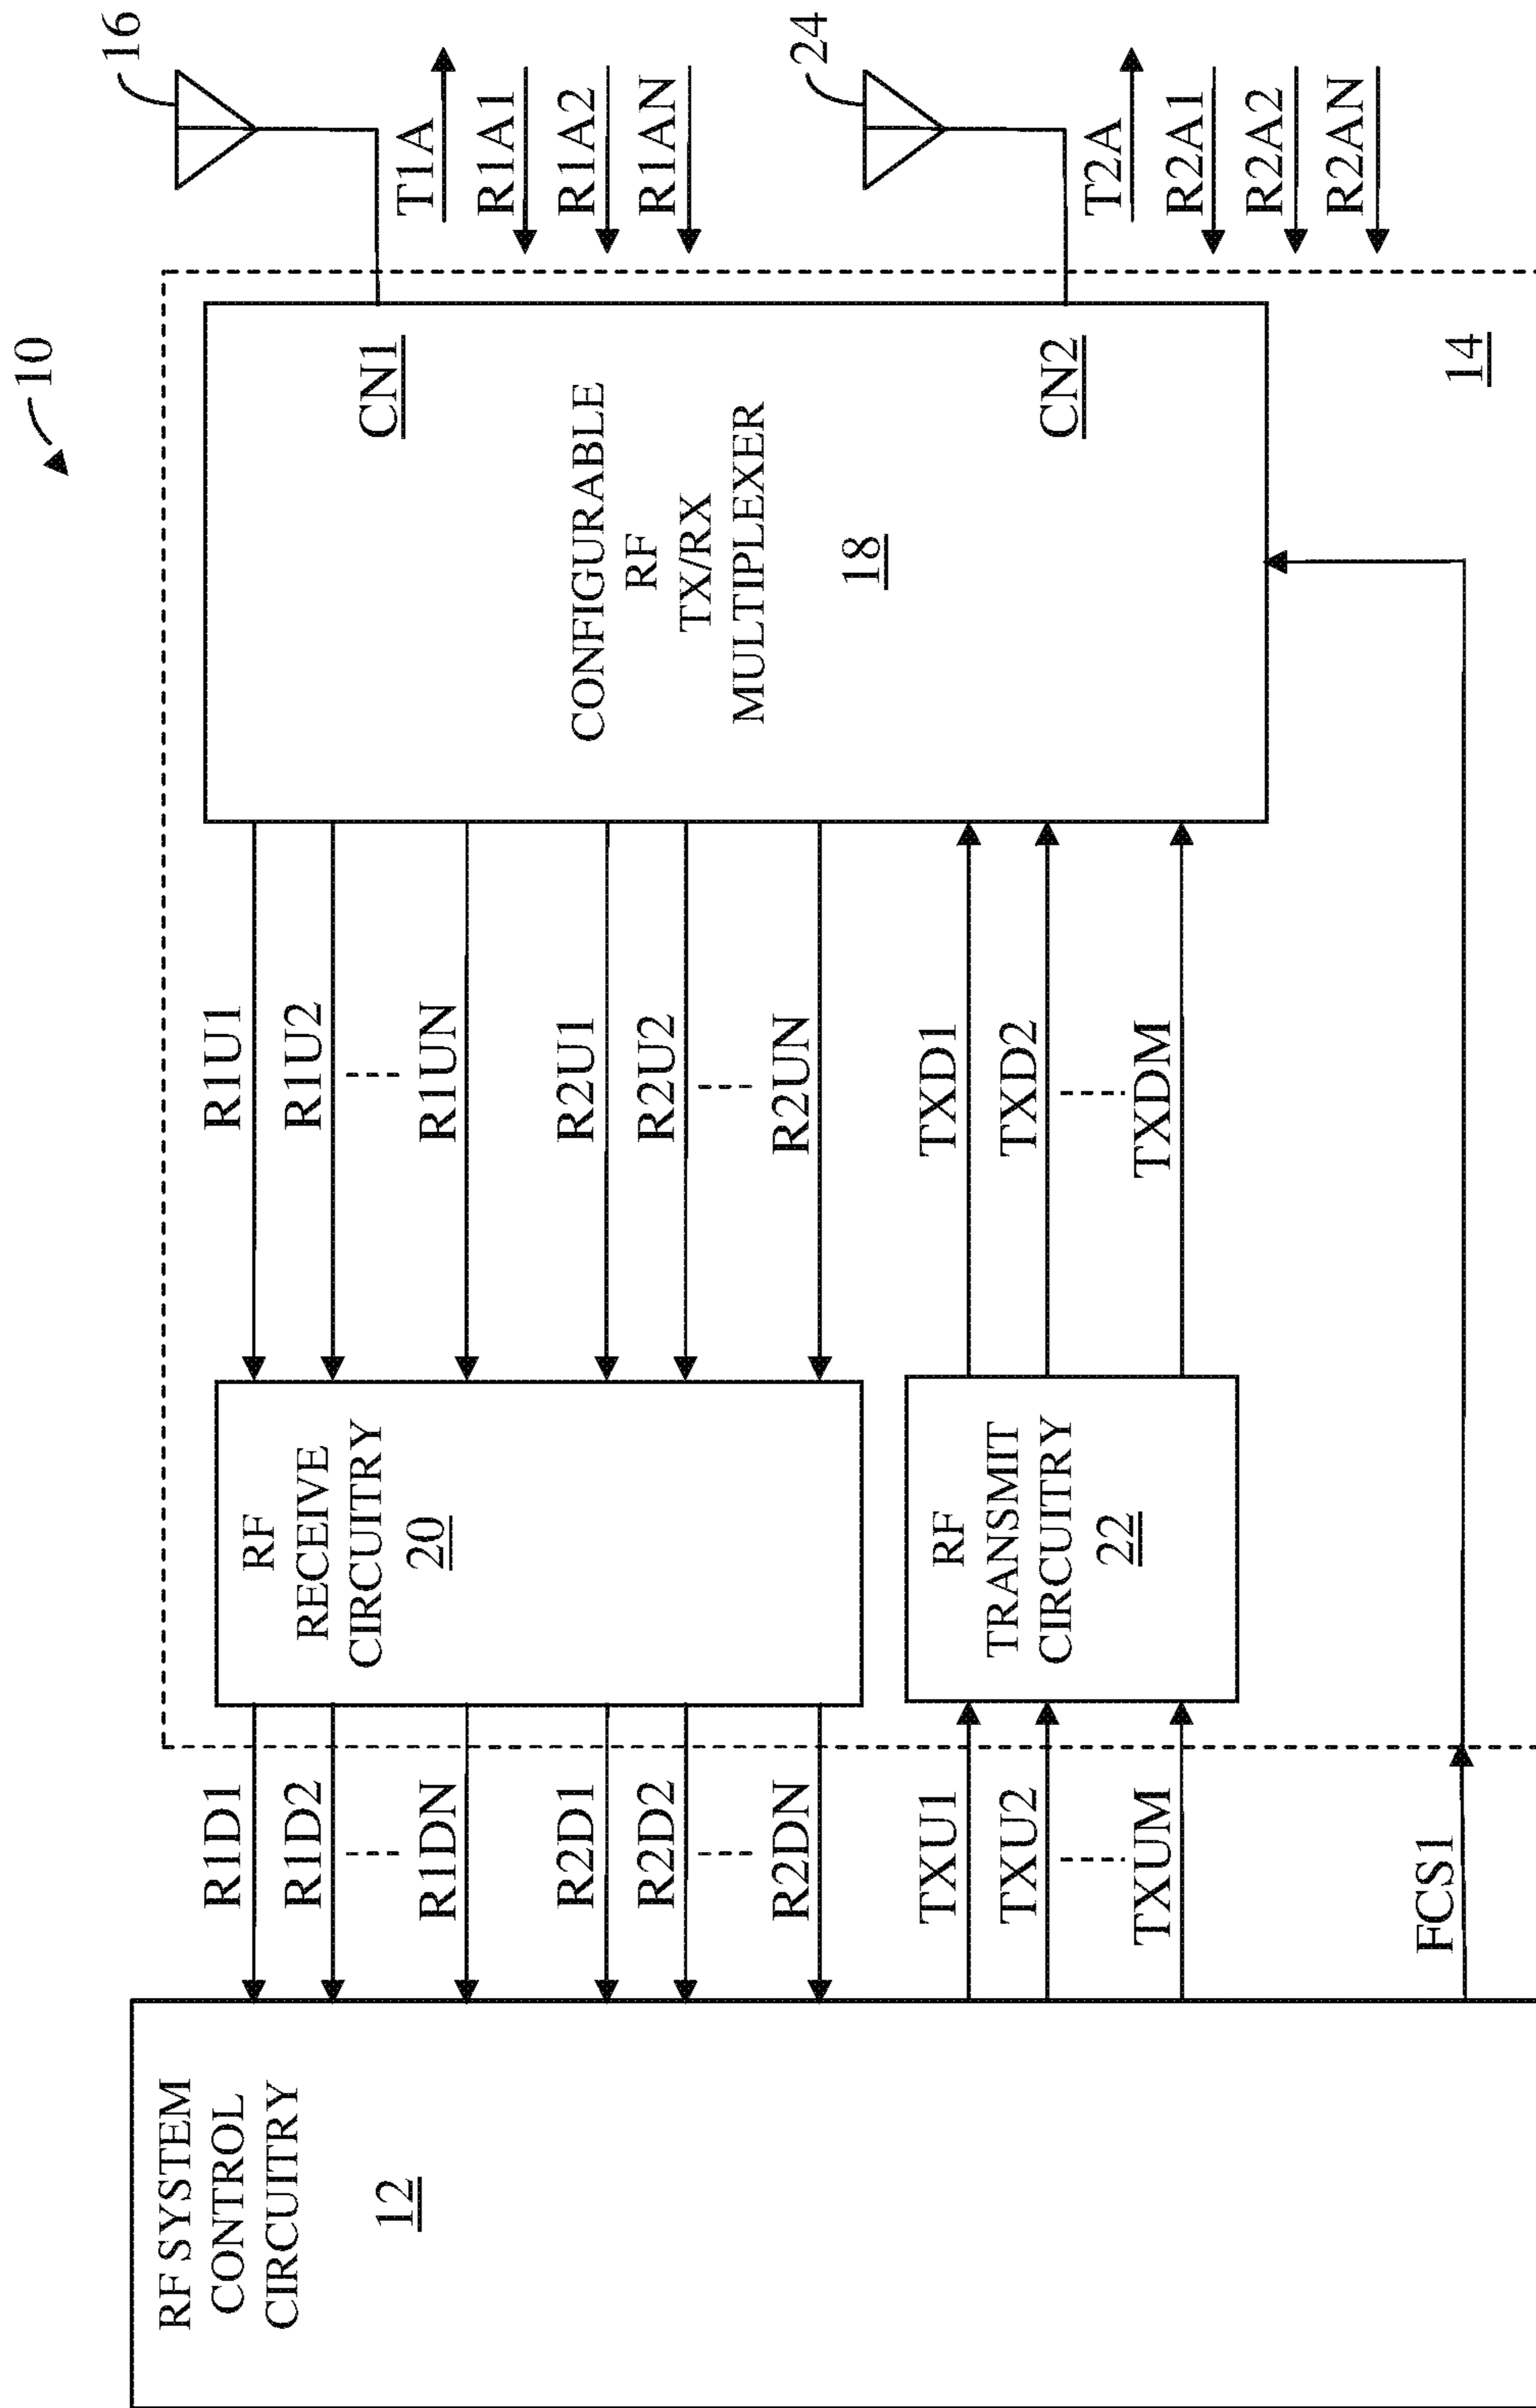 10
RF SYSTEM
CONTROL
CIRCUITRY
12
R1D1
R1D2
R1DN
R2D1
R2D2
R2DN
TXU1
TXU2
TXUM
FCS1
RF
RECEIVE
CIRCUITRY
20
RF
TRANSMIT
CIRCUITRY
22
R1U1
R1U2
R1UN
R2U1
R2U2
R2UN
TXD1
TXD2
TXDM
CONFIGURABLE
RF
TX/RX
MULTIPLEXER
18
CN1
CN2
14
16
T1A
R1A1
R1A2
R1AN
24
T2A
R2A1
R2A2
R2AN